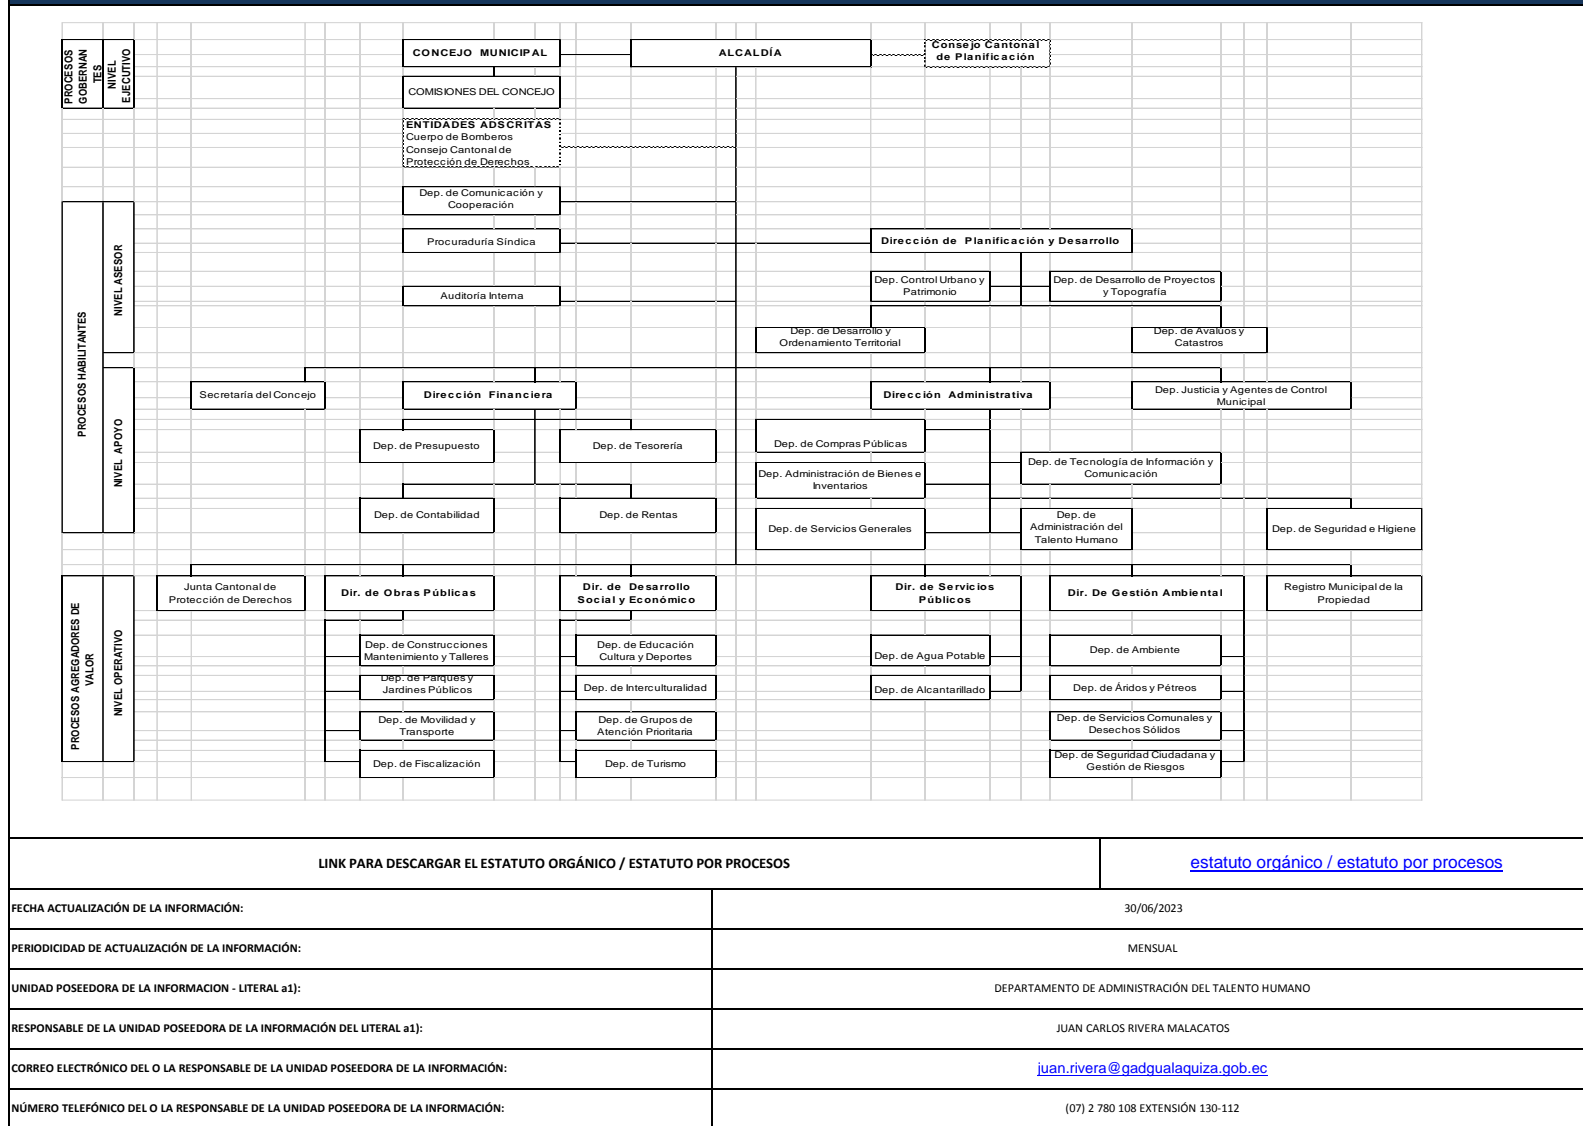 PROCESOS
GOBERNAN
TES
NIVEL
EJECUTIVO
CONCEJO MUNICIPAL
ALCALDÍA
Consejo Cantonal
de Planificación
COMISIONES DEL CONCEJO
ENTIDADES ADSCRITAS
Cuerpo de Bomberos
Consejo Cantonal de
Protección de Derechos
PROCESOS HABILITANTES
NIVEL ASESOR
Dep. de Comunicación y
Cooperación
Procuraduría Síndica
Dirección de Planificación y Desarrollo
Auditoría Interna
Dep. Control Urbano y
Patrimonio
Dep. de Desarrollo de Proyectos
y Topografía
Dep. de Desarrollo y
Ordenamiento Territorial
Dep. de Avalúos y
Catastros
NIVEL APOYO
Secretaría del Concejo
Dirección Financiera
Dirección Administrativa
Dep. Justicia y Agentes de Control
Municipal
Dep. de Presupuesto
Dep. de Tesorería
Dep. de Compras Públicas
Dep. de Tecnología de Información y
Comunicación
Dep. Administración de Bienes e
Inventarios
Dep. de Contabilidad
Dep. de Rentas
Dep. de Servicios Generales
Dep. de
Administración del
Talento Humano
Dep. de Seguridad e Higiene
PROCESOS AGREGADORES DE
VALOR
NIVEL OPERATIVO
Junta Cantonal de
Protección de Derechos
Dir. de Obras Públicas
Dir. de Desarrollo
Social y Económico
Dir. de Servicios
Públicos
Dir. De Gestión Ambiental
Registro Municipal de la
Propiedad
Dep. de Construcciones
Mantenimiento y Talleres
Dep. de Educación
Cultura y Deportes
Dep. de Agua Potable
Dep. de Ambiente
Dep. de Parques y
Jardines Públicos
Dep. de Interculturalidad
Dep. de Alcantarillado
Dep. de Áridos y Pétreos
Dep. de Movilidad y
Transporte
Dep. de Grupos de
Atención Prioritaria
Dep. de Servicios Comunales y
Desechos Sólidos
Dep. de Fiscalización
Dep. de Turismo
Dep. de Seguridad Ciudadana y
Gestión de Riesgos
LINK PARA DESCARGAR EL ESTATUTO ORGÁNICO / ESTATUTO POR PROCESOS
estatuto orgánico / estatuto por procesos
FECHA ACTUALIZACIÓN DE LA INFORMACIÓN:
30/06/2023
PERIODICIDAD DE ACTUALIZACIÓN DE LA INFORMACIÓN:
MENSUAL
UNIDAD POSEEDORA DE LA INFORMACION - LITERAL a1):
DEPARTAMENTO DE ADMINISTRACIÓN DEL TALENTO HUMANO
RESPONSABLE DE LA UNIDAD POSEEDORA DE LA INFORMACIÓN DEL LITERAL a1):
JUAN CARLOS RIVERA MALACATOS
CORREO ELECTRÓNICO DEL O LA RESPONSABLE DE LA UNIDAD POSEEDORA DE LA INFORMACIÓN:
juan.rivera@gadgualaquiza.gob.ec
NÚMERO TELEFÓNICO DEL O LA RESPONSABLE DE LA UNIDAD POSEEDORA DE LA INFORMACIÓN:
(07) 2 780 108 EXTENSIÓN 130-112